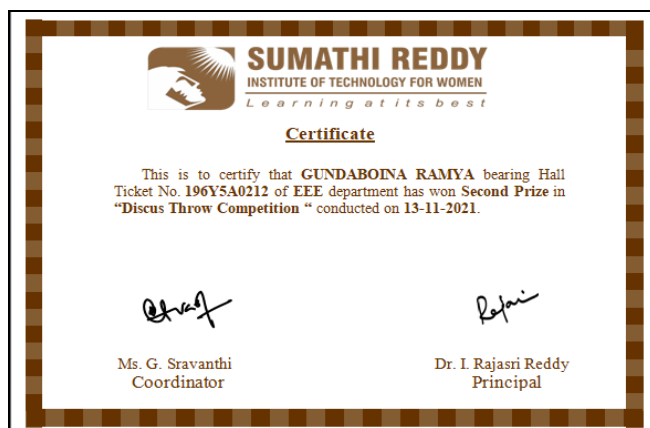 SUMATHI REDDY
INSTITUTE OF TECHNOLOGY FOR WOMEN
Learning at its best
Certificate
This is to certify that GUNDABOINA RAMYA bearing Hall
Ticket No. 196Y5A0212 of EEE department has won Second Prize in
“Discus Throw Competition “ conducted on 13-11-2021.
Ms. G. Sravanthi
Coordinator
Dr. I. Rajasri Reddy
Principal